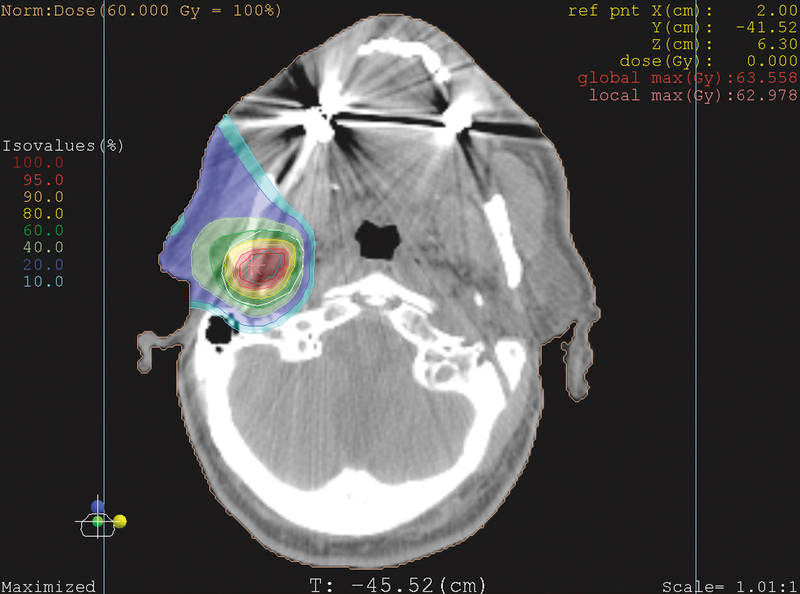 Norm:Dose(60.000 Gy = 100%)
ref pnt X(cm): 2.00
Y(cm): -41.52
Z(cm): 6.30
dose(Gy): 0.000
global max(Gy):63.558
local max(Gy):62.978
Isovalues(%)
100.0
95.0
90.0
80.0
60.0
40.0
20.0
10.0
Maximized
T: -45.52(cm)
Scale= 1.01:1